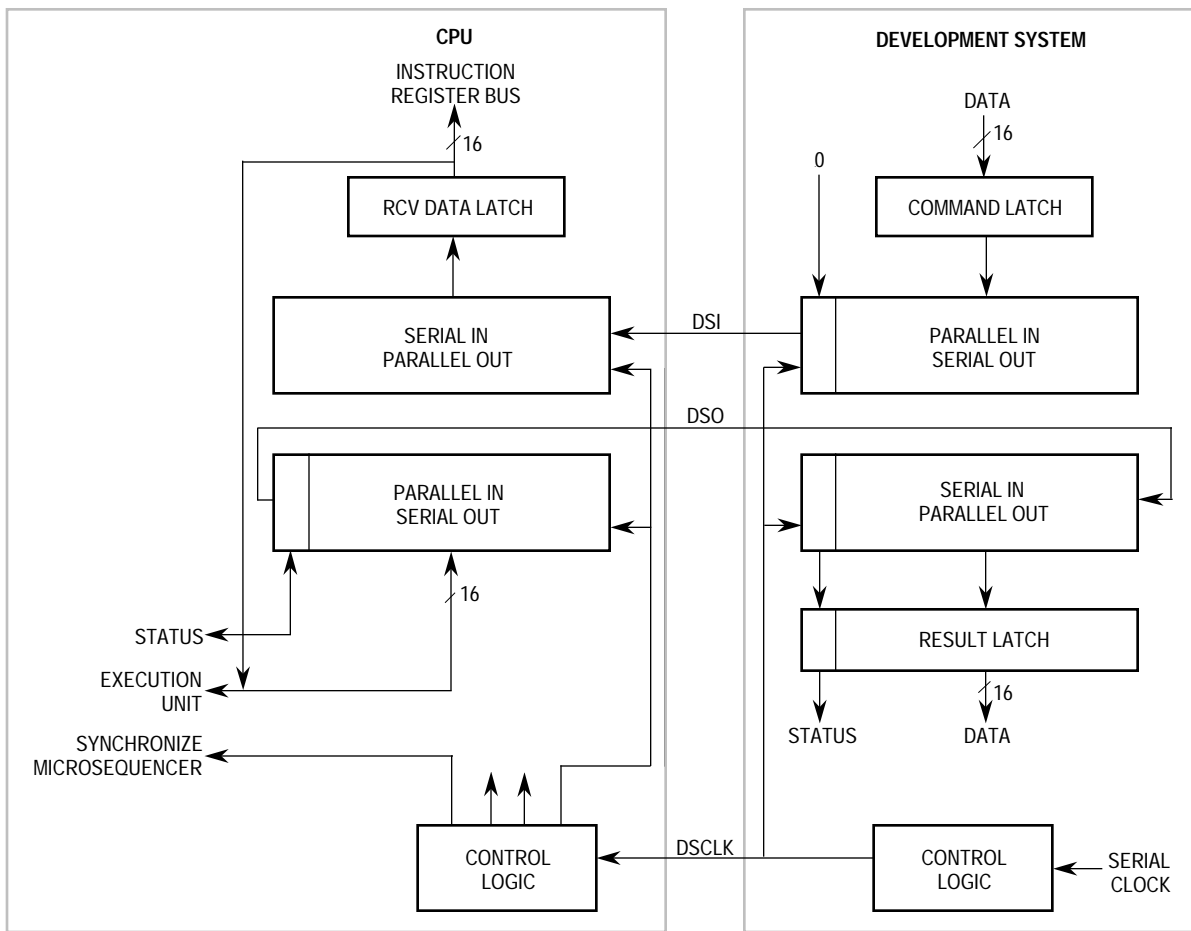 CPU
INSTRUCTION
REGISTER BUS
16
RCV DATA LATCH
SERIAL IN
PARALLEL OUT
PARALLEL IN
SERIAL OUT
16
STATUS
EXECUTION
UNIT
SYNCHRONIZE
MICROSEQUENCER
CONTROL
LOGIC
DSI
DSO
DSCLK
DEVELOPMENT SYSTEM
DATA
16
0
COMMAND LATCH
PARALLEL IN
SERIAL OUT
SERIAL IN
PARALLEL OUT
RESULT LATCH
16
STATUS
DATA
CONTROL
LOGIC
SERIAL
CLOCK